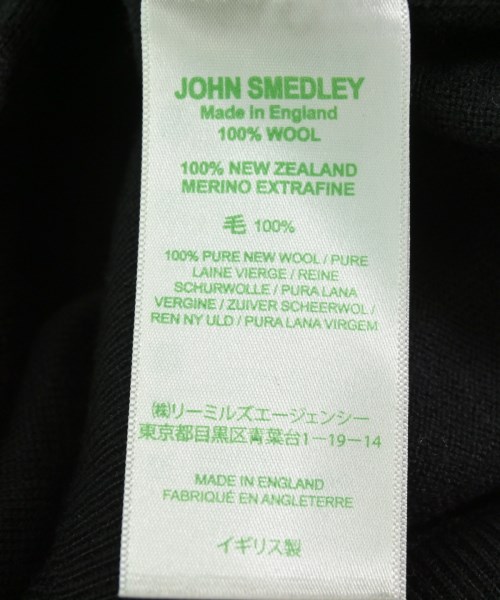 JOHN SMEDLEY
Made in England
100% WOOL
100% NEW ZEALAND
MERINO EXTRAFINE
毛 100%
100% PURE NEW WOOL / PURE
LAINE VIERGE / REINE
SCHURWOLLE / PURA LANA
VERGINE / ZUIVER SCHEERWOL /
REN NY ULD / PURA LANA VIRGEM
㈱リーミルズエージェンシー
東京都目黒区青葉台1-19-14
MADE IN ENGLAND
FABRIQUÉ EN ANGLETERRE
イギリス製